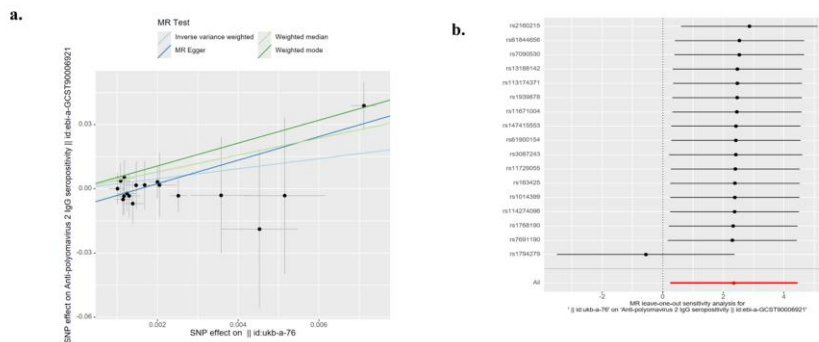 a.
MR Test
Inverse variance weighted
Weighted median
MR Egger
Weighted mode
SNP effect on Anti-polyomavirus 2 IgG seropositivity || id:ebi-a-GCST90006921
0.03
0.00
-0.03
-0.06
0.002
0.004
0.006
SNP effect on || id:ukb-a-76
b.
rs2160215
rs61844656
rs7090530
rs13188142
rs113174371
rs1939878
rs11671004
rs147415553
rs61900154
rs3087243
rs11729055
rs163425
rs1014399
rs114274096
rs1768190
rs7691190
rs1794279
All
-2
0
2
4
MR leave-one-out sensitivity analysis for
' || id:ukb-a-76' on 'Anti-polyomavirus 2 IgG seropositivity || id:ebi-a-GCST90006921'